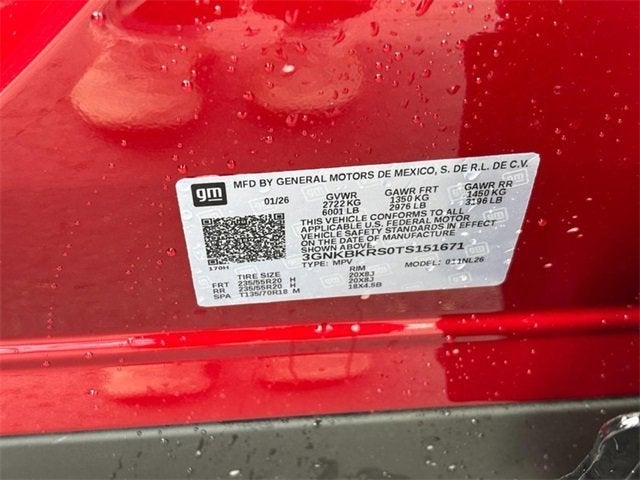 gm
MFD BY GENERAL MOTORS DE MEXICO, S. DE R.L. DE C.V.
01/26 GVWR GAWR FRT GAWR RR
2722 KG 1350 KG 1450 KG
6001 LB 2976 LB 3196 LB
THIS VEHICLE CONFORMS TO ALL
APPLICABLE U.S. FEDERAL MOTOR
VEHICLE SAFETY STANDARDS IN EFFECT
ON THE DATE OF MANUFACTURE
SHOWN ABOVE.
3GNKBKRS0TS151671
170H TYPE: MPV MODEL: 011NL26
TIRE SIZE RIM
FRT 235/55R20 H 20X8J
RR 235/55R20 H 20X8J
SPA T135/70R18 M 18X4.5B